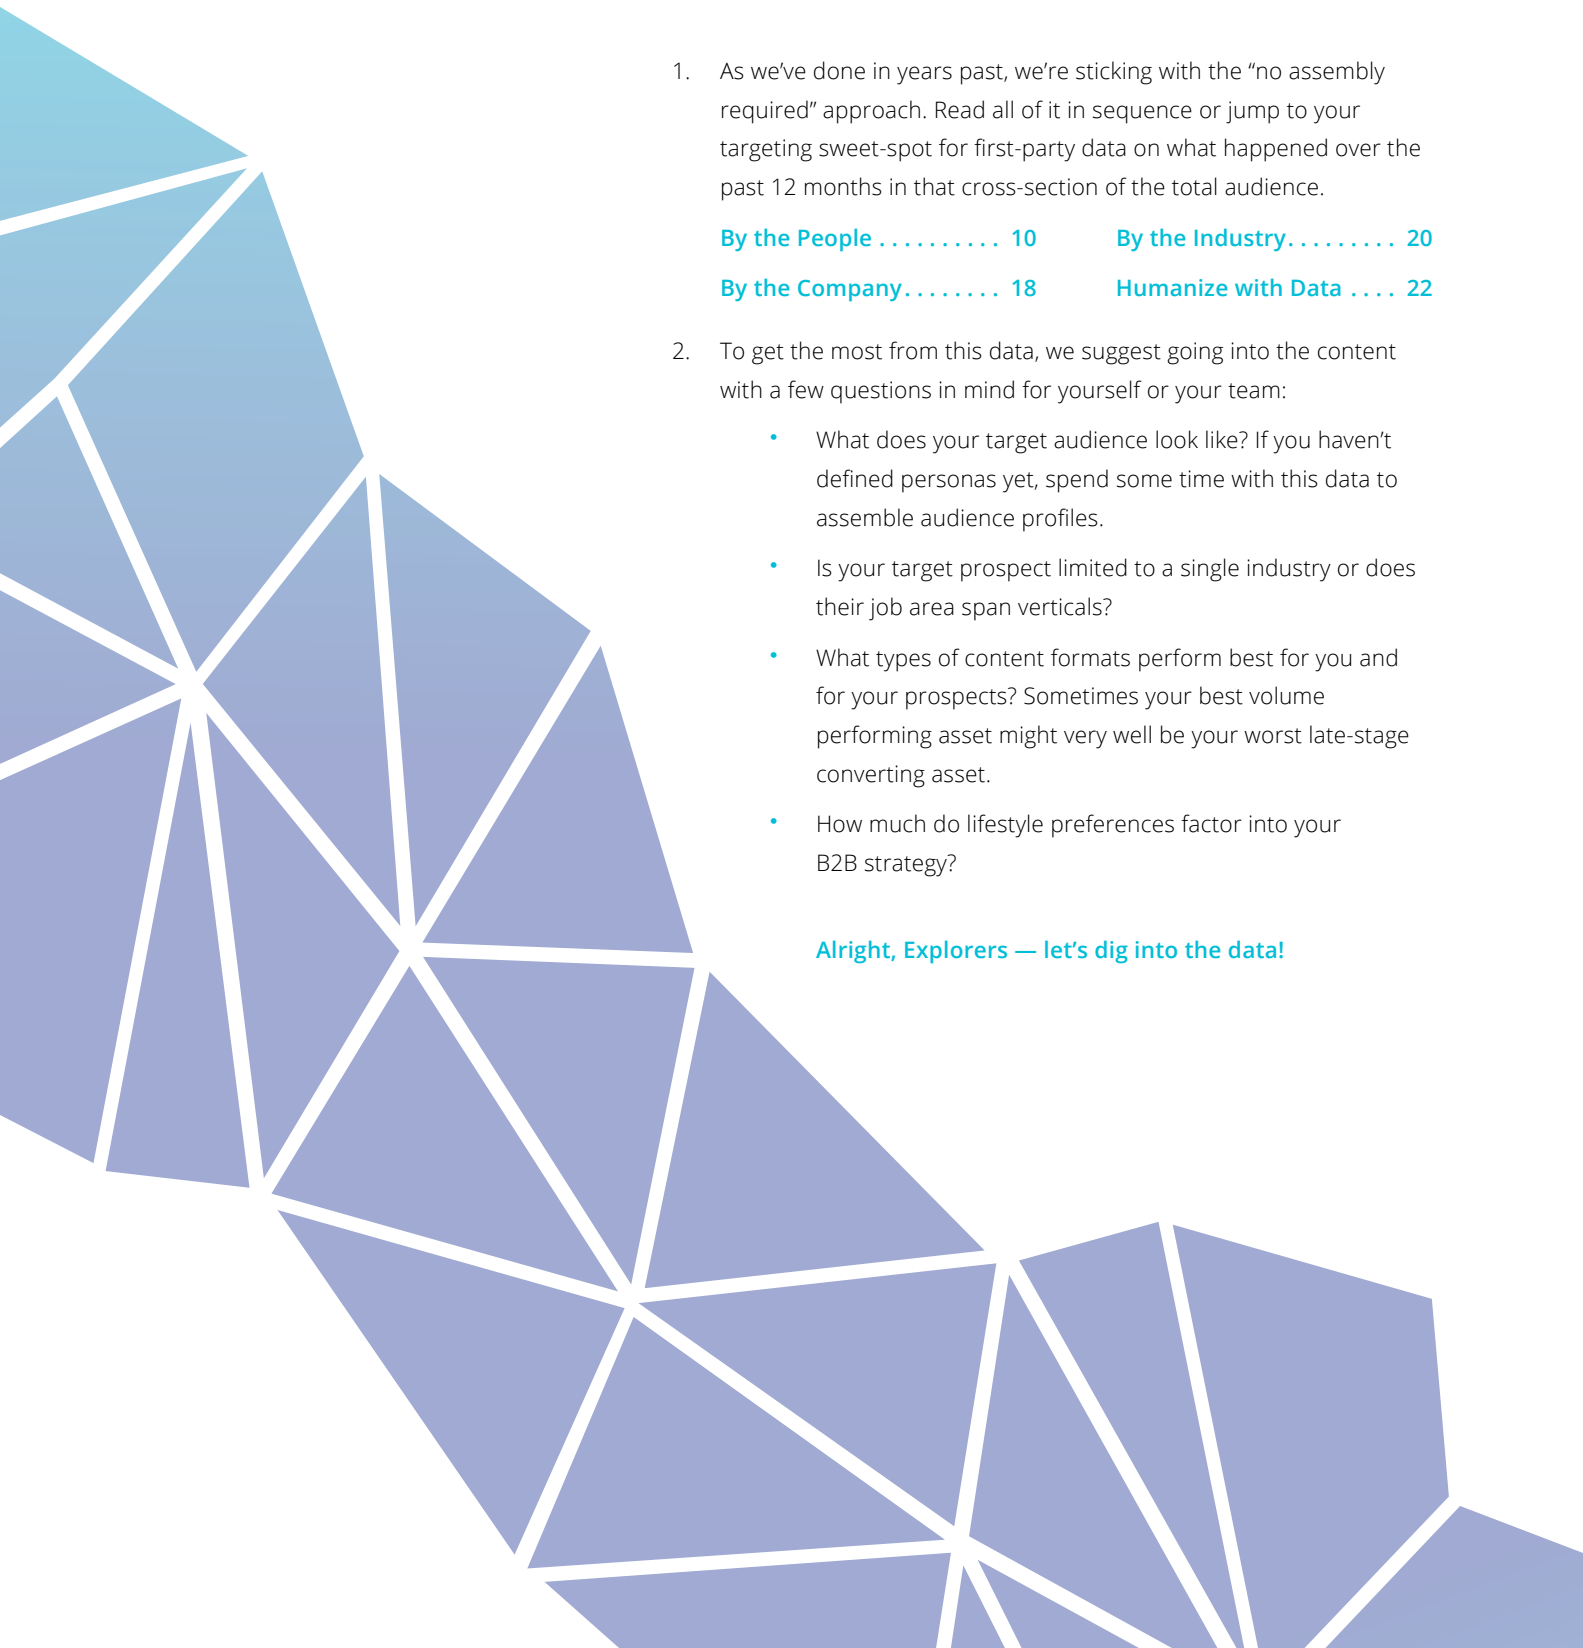 1. As we’ve done in years past, we’re sticking with the “no assembly
required” approach. Read all of it in sequence or jump to your
targeting sweet-spot for first-party data on what happened over the
past 12 months in that cross-section of the total audience.
By the People . . . . . . . . . . 10
By the Industry. . . . . . . . . 20
By the Company. . . . . . . . 18
Humanize with Data . . . . 22
2. To get the most from this data, we suggest going into the content
with a few questions in mind for yourself or your team:
• What does your target audience look like? If you haven’t
defined personas yet, spend some time with this data to
assemble audience profiles.
• Is your target prospect limited to a single industry or does
their job area span verticals?
• What types of content formats perform best for you and
for your prospects? Sometimes your best volume
performing asset might very well be your worst late-stage
converting asset.
• How much do lifestyle preferences factor into your
B2B strategy?
Alright, Explorers — let’s dig into the data!